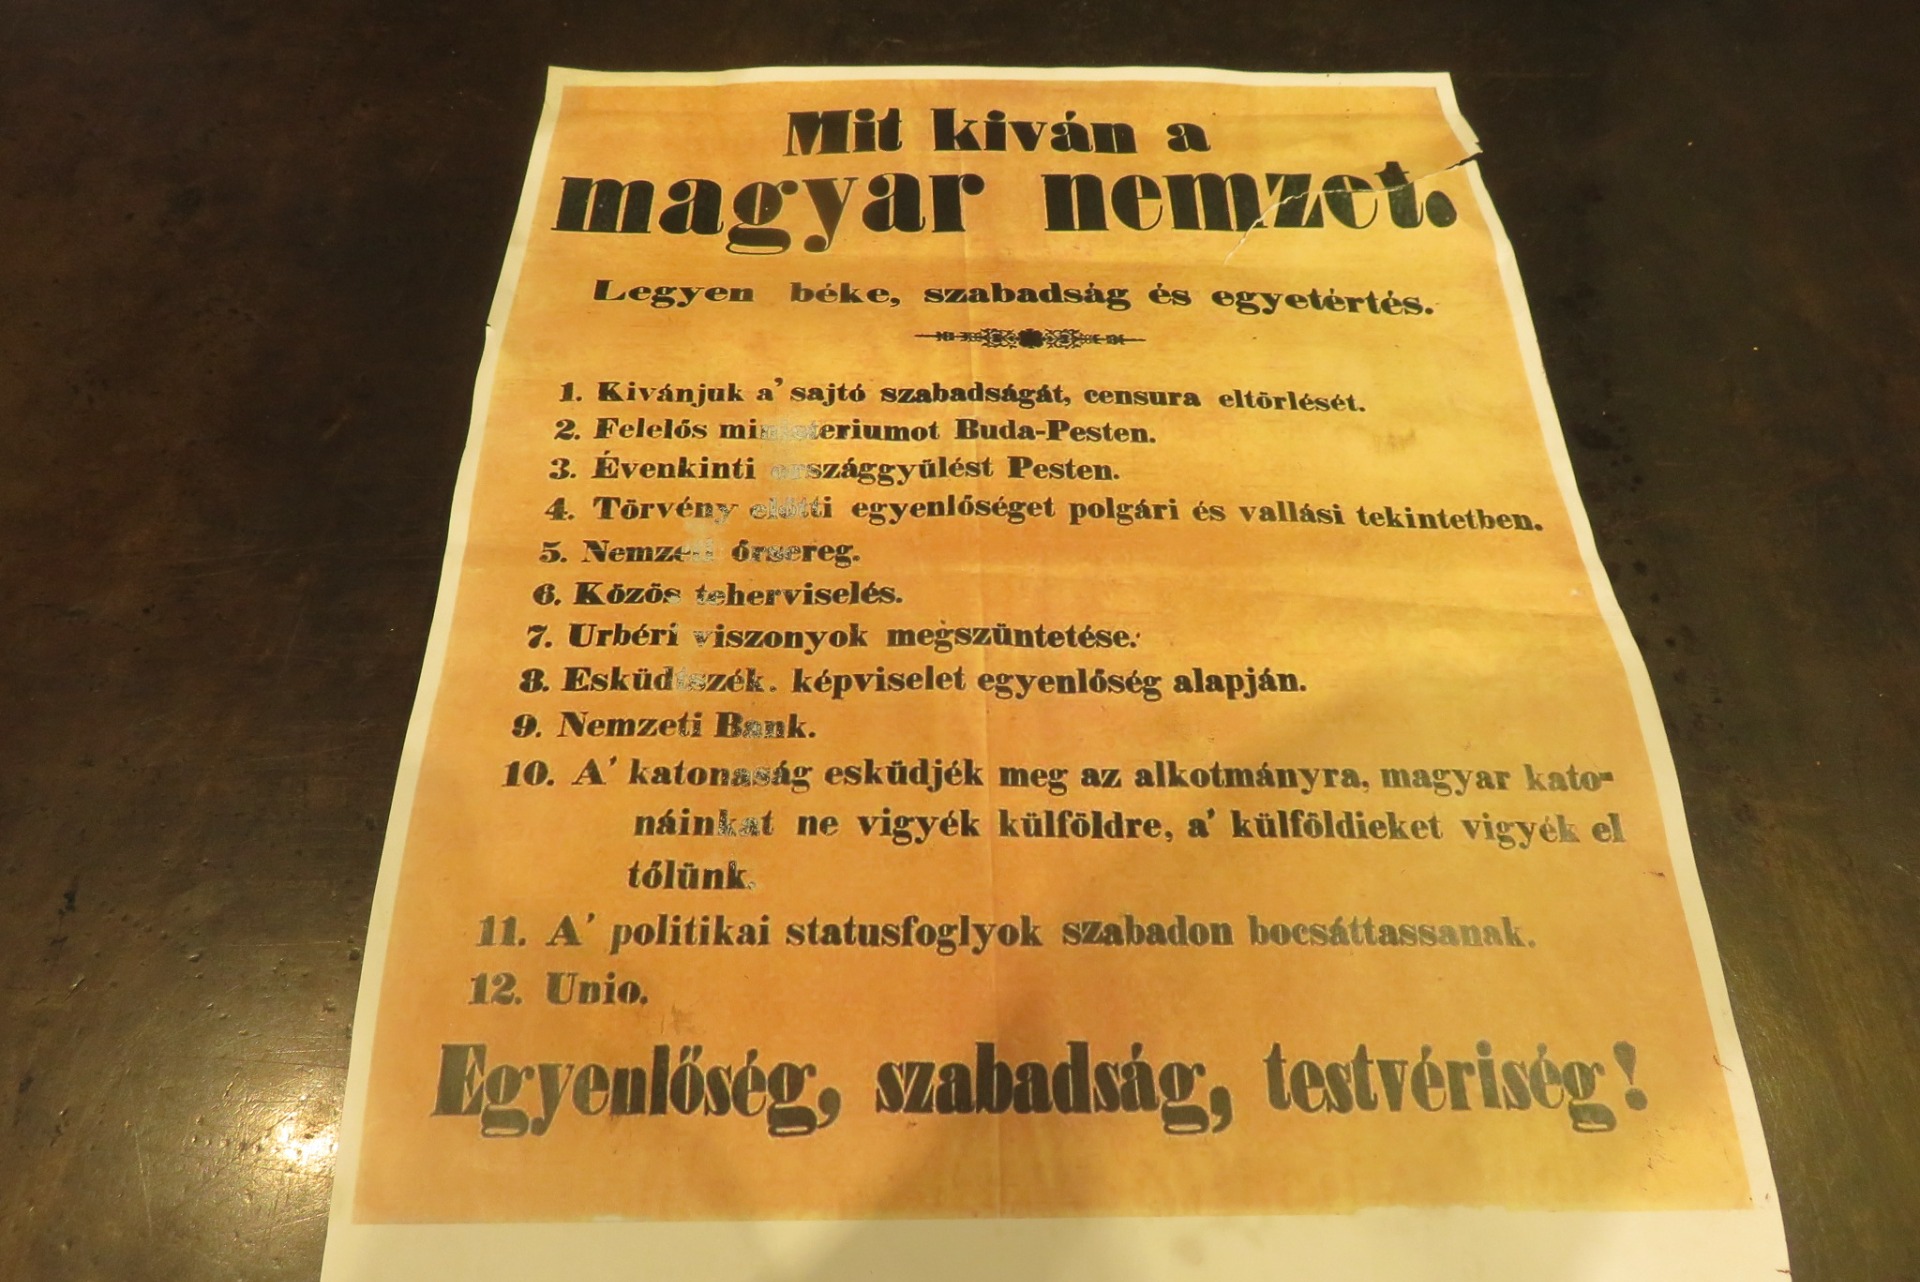 Mit kiván a
magyar nemzet.
Legyen béke, szabadság és egyetértés.
1. Kivánjuk a' sajtó szabadságát, censura eltörlését.
2. Felelős ministeriumot Buda-Pesten.
3. Évenkinti országgyülést Pesten.
4. Törvény előtti egyenlőséget polgári és vallási tekintetben.
5. Nemzeti őrsereg.
6. Közös teherviselés.
7. Urbéri viszonyok megszüntetése.
8. Esküdtszék. képviselet egyenlőség alapján.
9. Nemzeti Bank.
10. A' katonaság esküdjék meg az alkotmányra, magyar kato-
náinkat ne vigyék külföldre, a' külföldieket vigyék el
tőlünk.
11. A' politikai statusfoglyok szabadon bocsáttassanak.
12. Unio.
Egyenlőség, szabadság, testvériség!